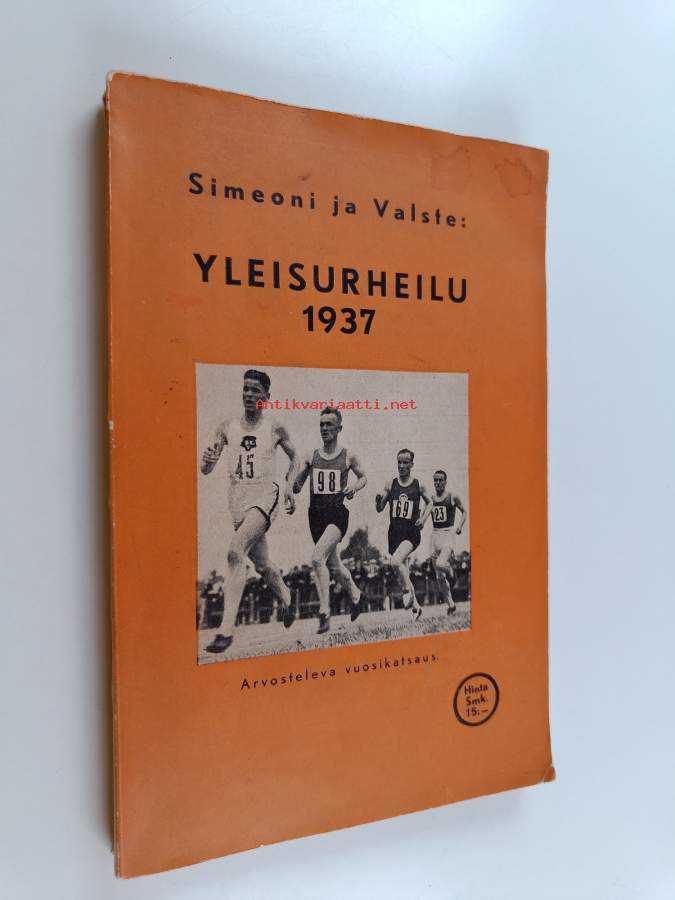 Simeoni ja Valste:
YLEISURHEILU
1937
Antikvariaatti.net
45
98
69
23
Arvosteleva vuosikatsaus.
Hinta
Smk.
15:—